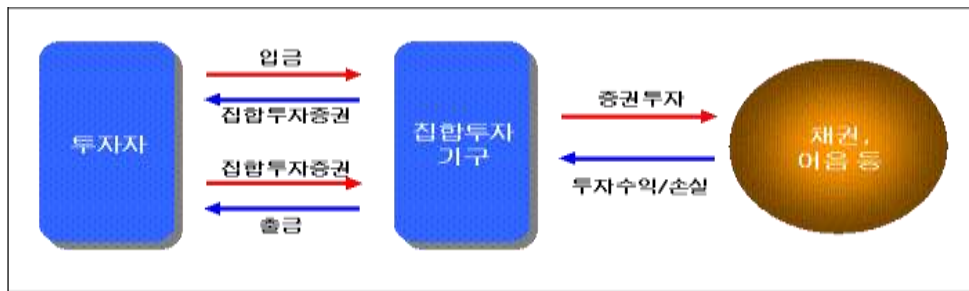 투자자
입금
집합투자증권
집합투자증권
출금
집합투자
기구
증권투자
투자수익/손실
채권,
어음 등